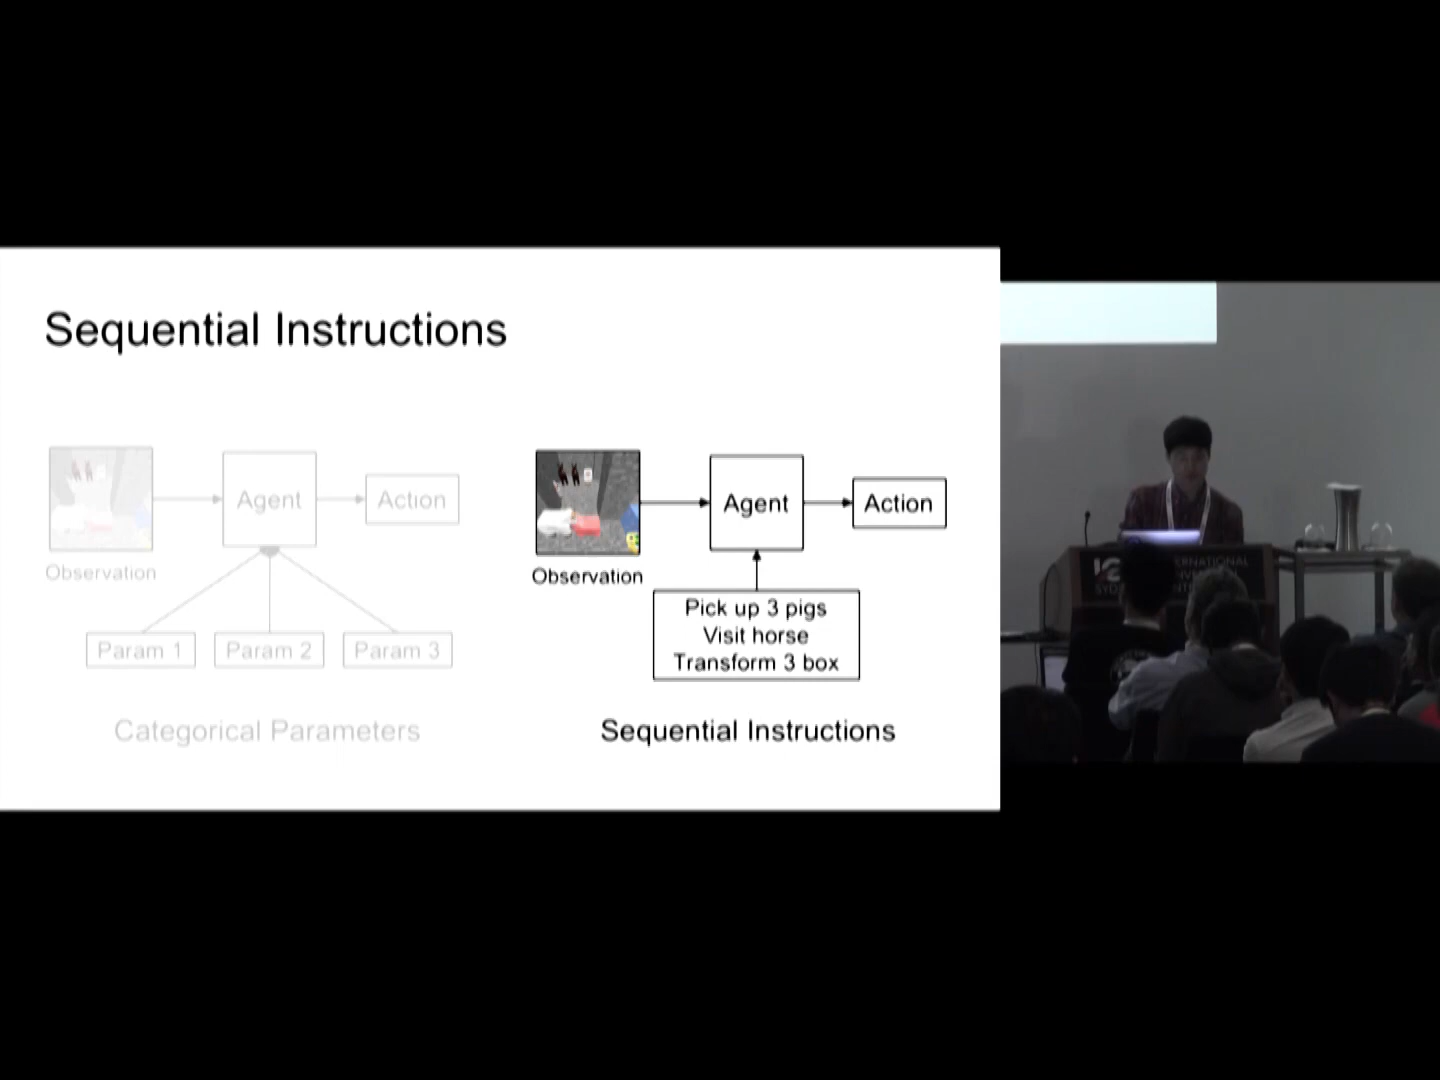 Sequential Instructions
Agent
Action
Observation
Param 1
Param 2
Param 3
Categorical Parameters
Agent
Action
Observation
Pick up 3 pigs
Visit horse
Transform 3 box
Sequential Instructions